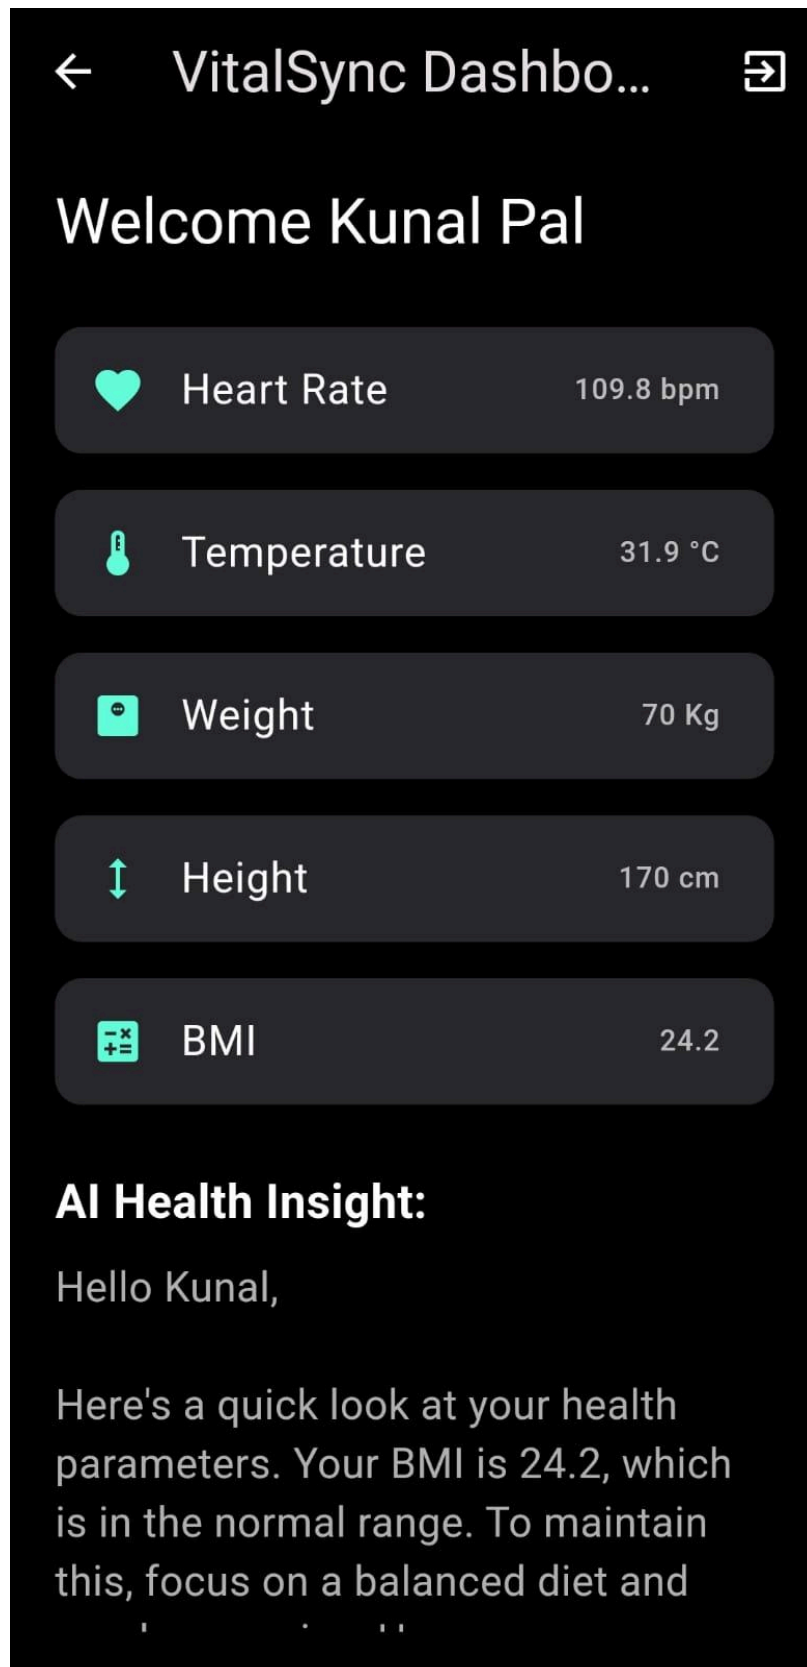 VitalSync Dashbo...
Welcome Kunal Pal
Heart Rate 109.8 bpm
Temperature 31.9 °C
Weight 70 Kg
Height 170 cm
BMI 24.2
AI Health Insight:
Hello Kunal,
Here's a quick look at your health
parameters. Your BMI is 24.2, which
is in the normal range. To maintain
this, focus on a balanced diet and